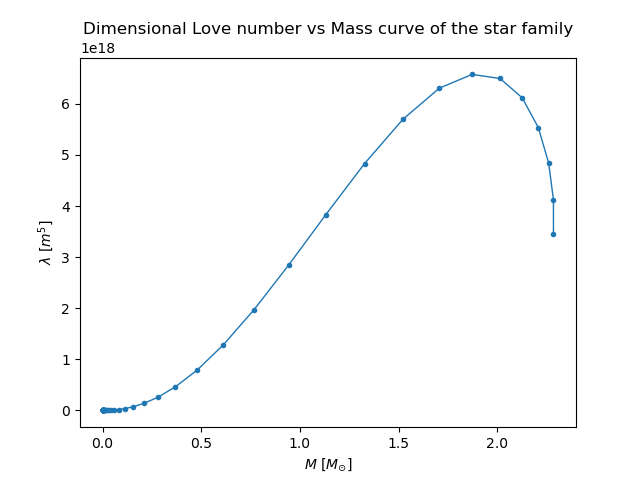 Dimensional Love number vs Mass curve of the star family
1e18
6
5
4
3
2
1
0
λ [m⁵]
0.0 0.5 1.0 1.5 2.0
M [M⊙]